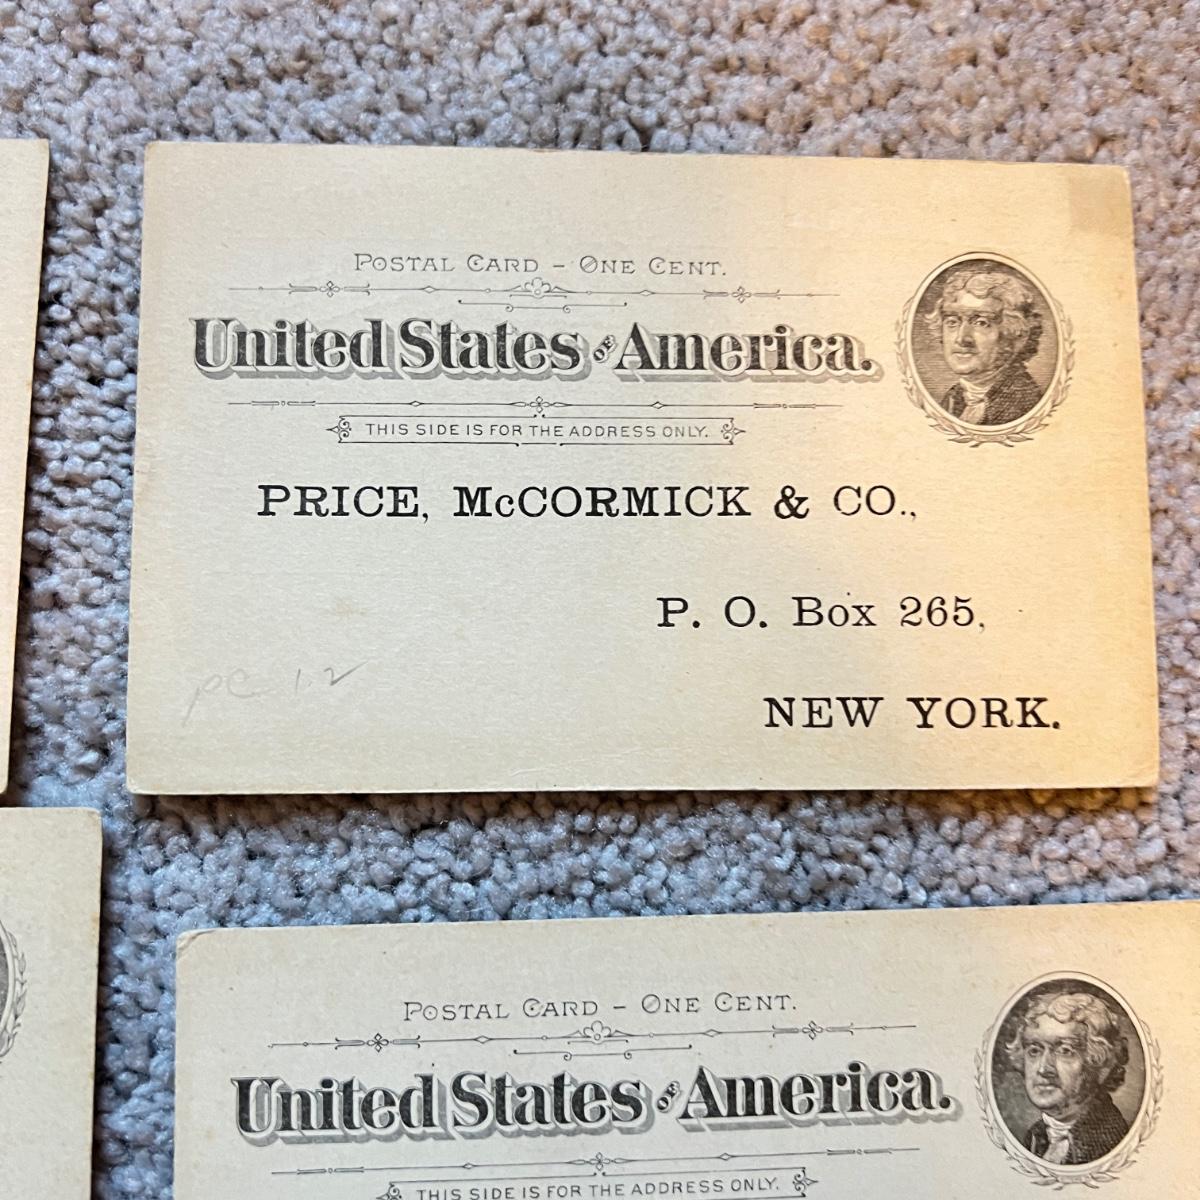 POSTAL CARD – ONE CENT.
United States OF America.
THIS SIDE IS FOR THE ADDRESS ONLY.
PRICE, McCORMICK & CO.,
P. O. Box 265,
NEW YORK.
PC 12
POSTAL CARD – ONE CENT.
United States OF America.
THIS SIDE IS FOR THE ADDRESS ONLY.